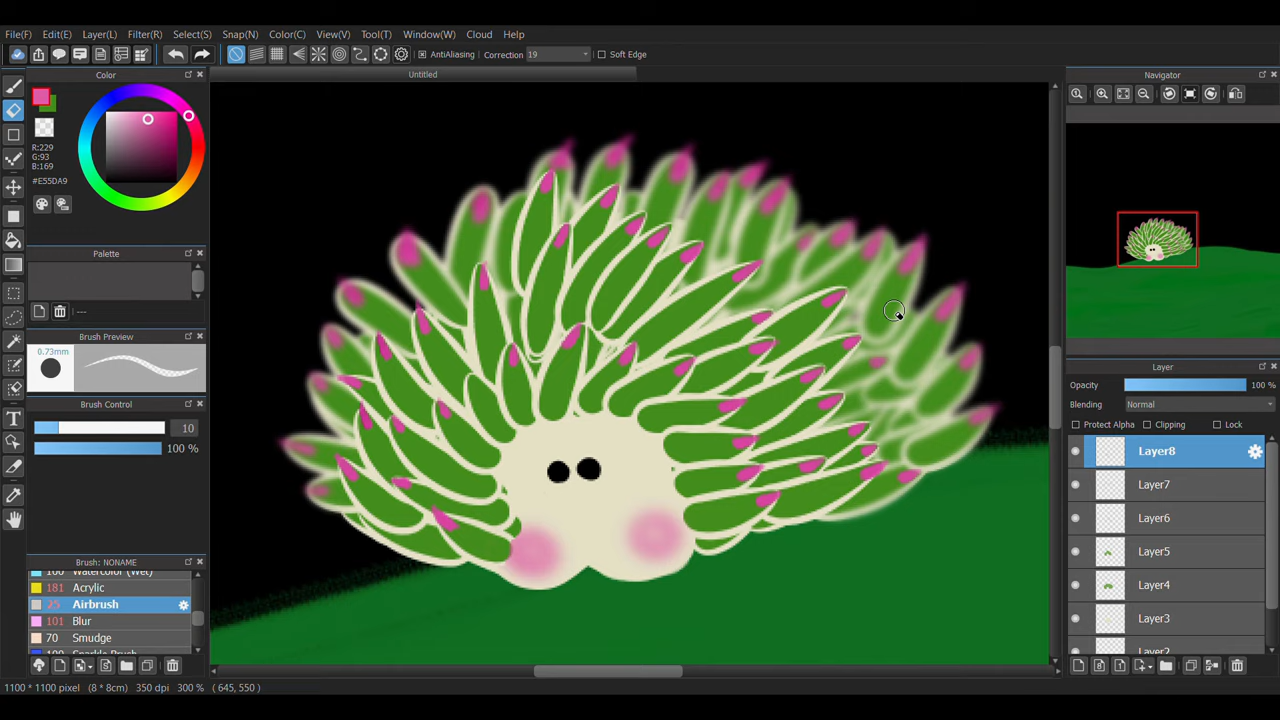 File(F) Edit(E) Layer(L) Filter(R) Select(S) Snap(N) Color(C) View(V) Tool(T) Window(W) Cloud Help
AntiAliasing Correction 19 Soft Edge
Color
Untitled
Navigator
R:229
G:93
B:169
#E55DA9
Palette
---
Brush Preview
0.73mm
Brush Control
10
100 %
Brush: NONAME
181 Acrylic
25 Airbrush
101 Blur
70 Smudge
Layer
Opacity 100 %
Blending Normal
Protect Alpha Clipping Lock
Layer8
Layer7
Layer6
Layer5
Layer4
Layer3
1100 * 1100 pixel (8 * 8cm) 350 dpi 300 % ( 645, 550 )